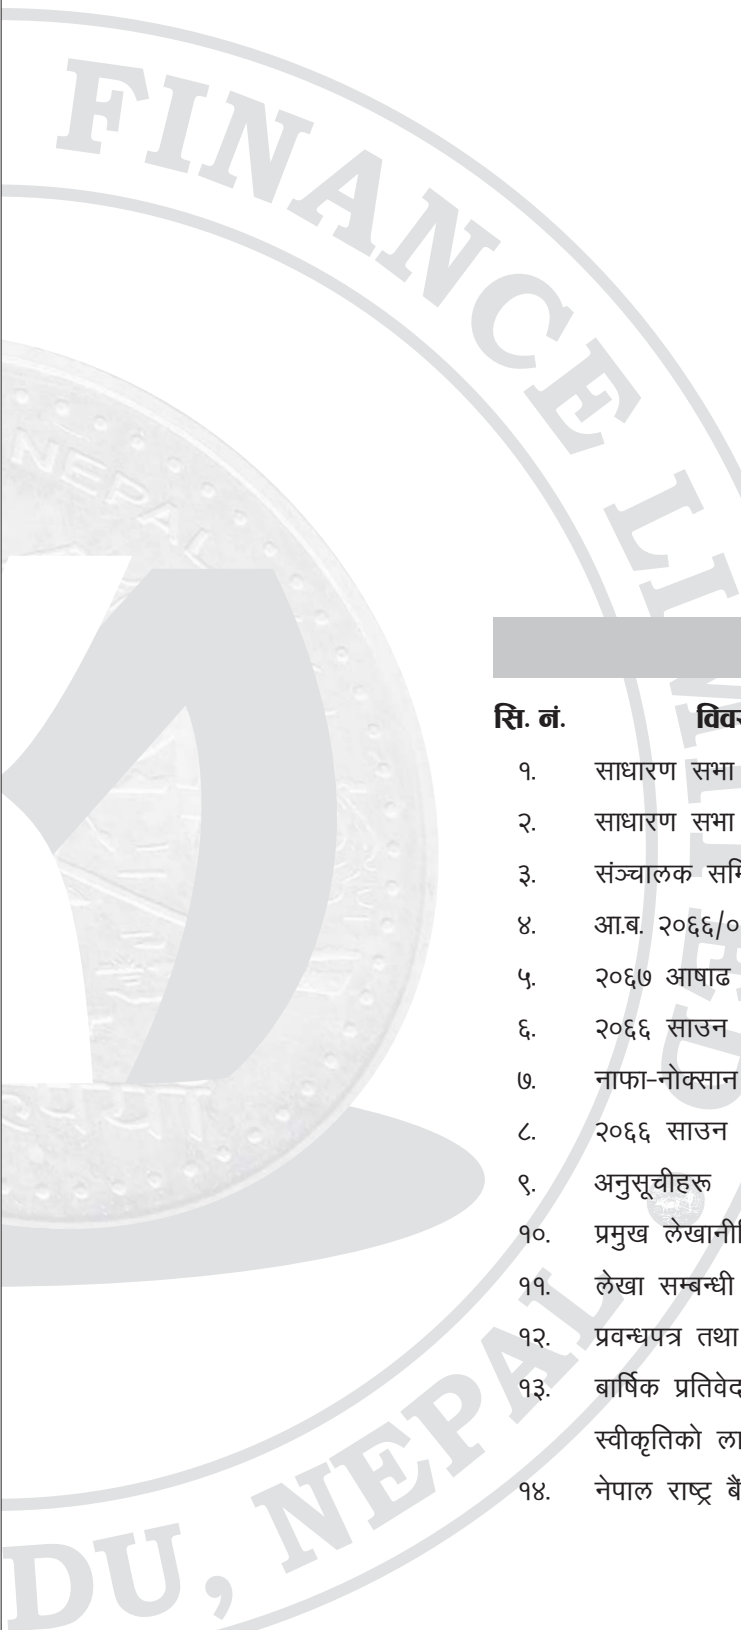 FINANCE LIMITED
DU, NEPAL
NEPAL
सि. नं.
१. साधारण सभा
२. साधारण सभा
३. संञ्चालक
४. आ.ब. २०६६/०
५. २०६७ आषाढ
६. २०६६ साउन
७. नाफा-नोक्सान
८. २०६६ साउन
९. अनुसूचीहरू
१०. प्रमुख
११. लेखा सम्बन्धी
१२. प्रवन्धपत्र तथा
१३. बार्षिक
स्वीकृतिको
१४. नेपाल राष्ट्र